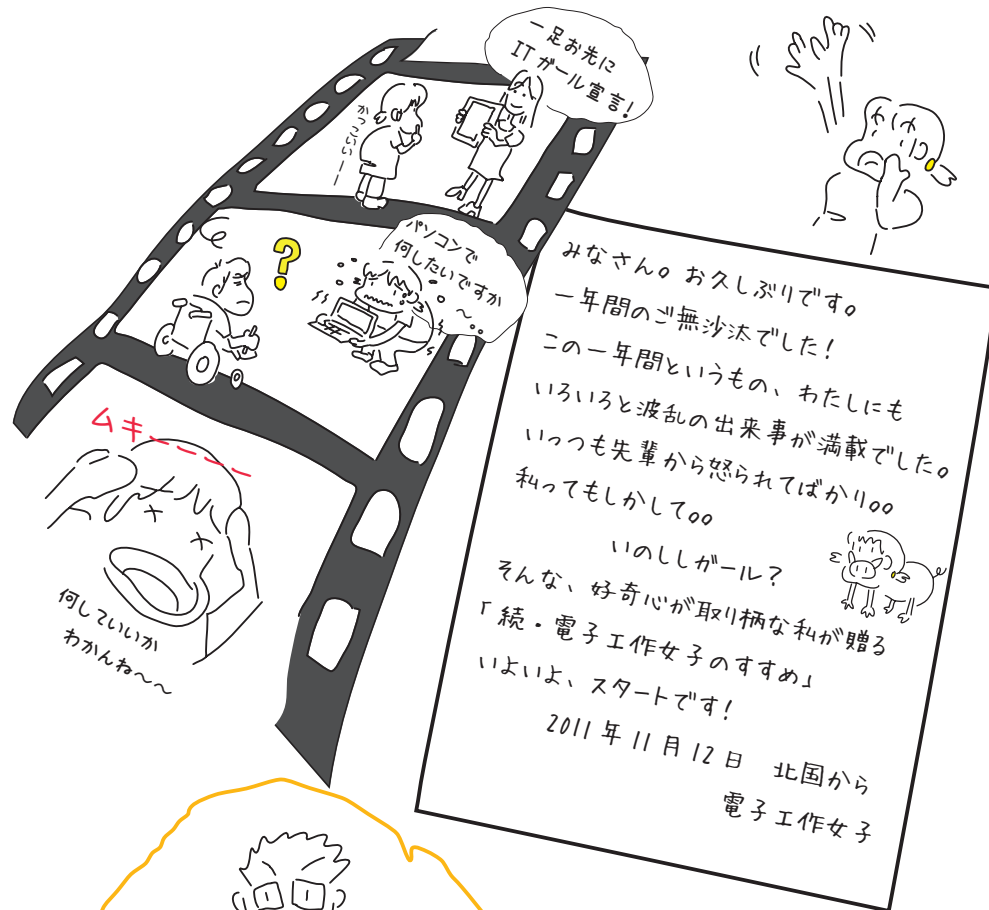 一足お先に
ITガール宣言!
かっこいいー
パソコンで
何したいですか
〜。。
?
ムキーーーー
何していいか
わかんね〜〜
みなさん。お久しぶりです。
一年間のご無沙汰でした!
この一年間というもの、わたしにも
いろいろと波乱の出来事が満載でした。
いっつも先輩から怒られてばかり。。
私ってもしかして。。
いのししガール?
そんな、好奇心が取り柄な私が贈る
「続・電子工作女子のすすめ」
いよいよ、スタートです!
2011年11月12日 北国から
電子工作女子